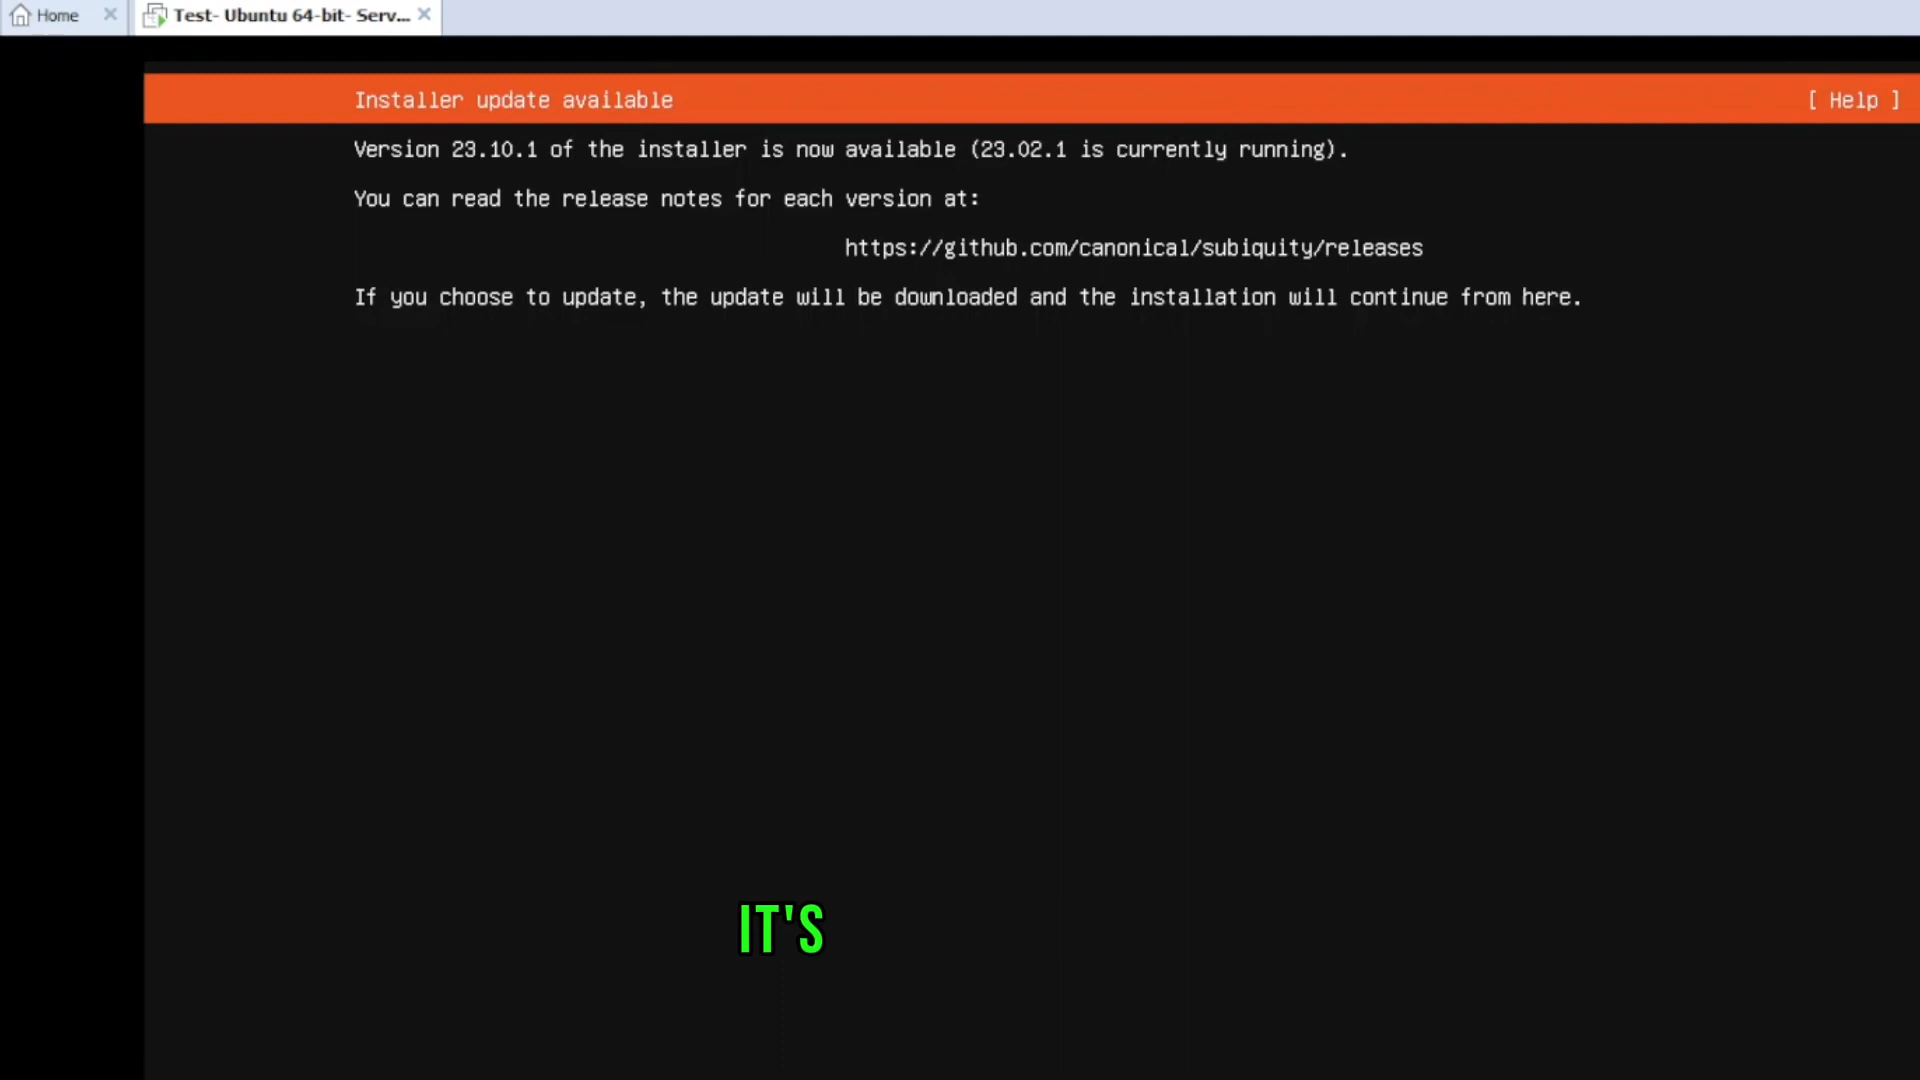 Home
Test- Ubuntu 64-bit- Serv...
Installer update available
[ Help ]
Version 23.10.1 of the installer is now available (23.02.1 is currently running).
You can read the release notes for each version at:
https://github.com/canonical/subiquity/releases
If you choose to update, the update will be downloaded and the installation will continue from here.
IT'S